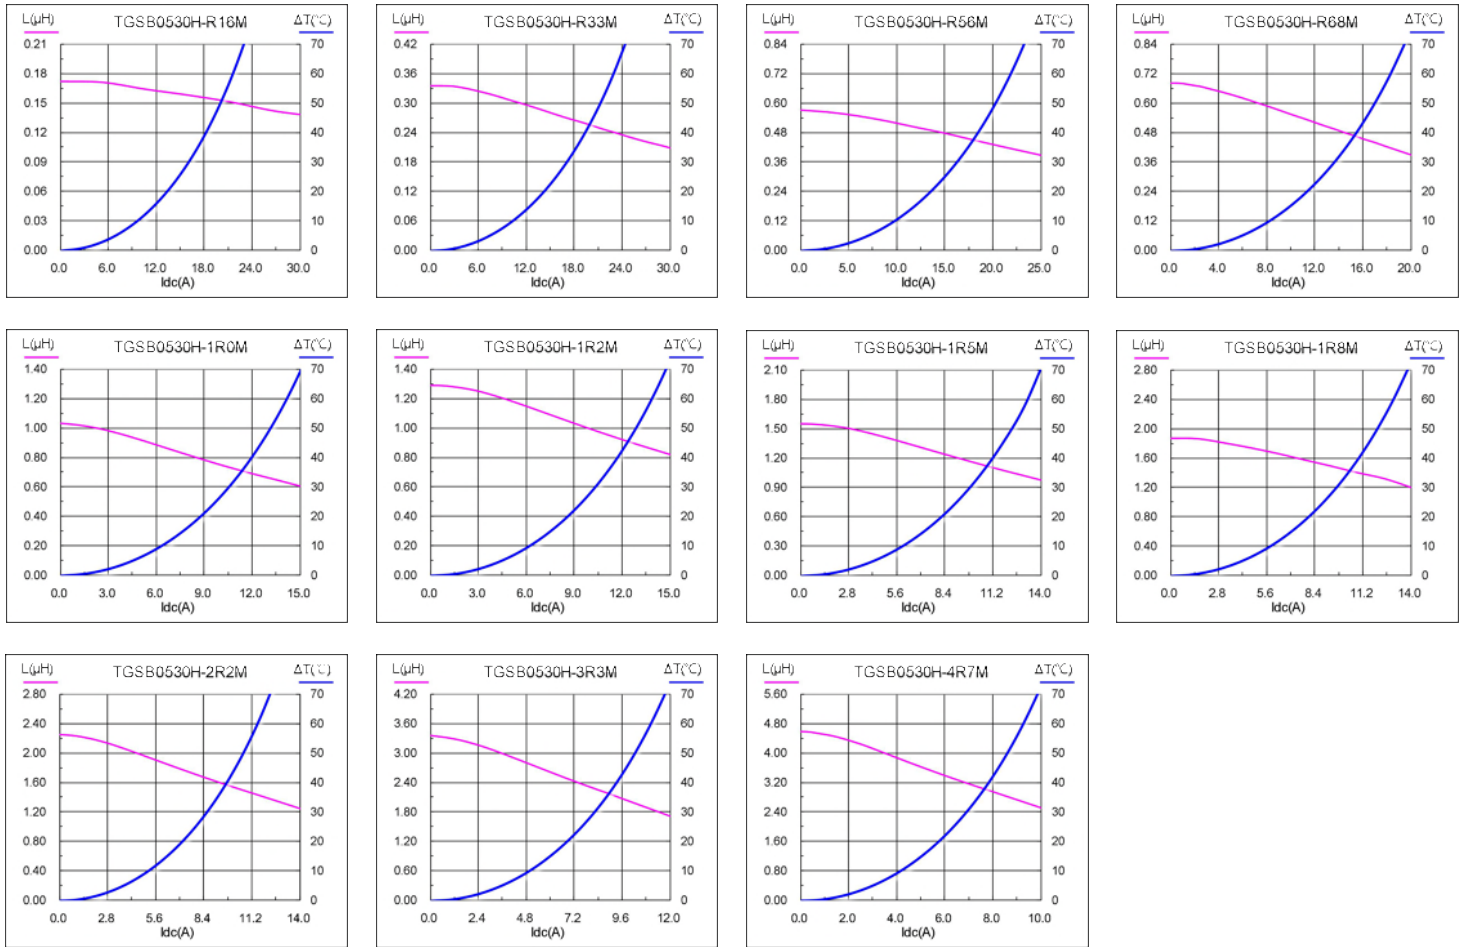 L(μH) TGSB0530H-R16M ΔT(℃)
0.21 70
0.18 60
0.15 50
0.12 40
0.09 30
0.06 20
0.03 10
0.00 0
0.0 6.0 12.0 18.0 24.0 30.0
Idc(A)
L(μH) TGSB0530H-R33M ΔT(℃)
0.42 70
0.36 60
0.30 50
0.24 40
0.18 30
0.12 20
0.06 10
0.00 0
0.0 6.0 12.0 18.0 24.0 30.0
Idc(A)
L(μH) TGSB0530H-R56M ΔT(℃)
0.84 70
0.72 60
0.60 50
0.48 40
0.36 30
0.24 20
0.12 10
0.00 0
0.0 5.0 10.0 15.0 20.0 25.0
Idc(A)
L(μH) TGSB0530H-R68M ΔT(℃)
0.84 70
0.72 60
0.60 50
0.48 40
0.36 30
0.24 20
0.12 10
0.00 0
0.0 4.0 8.0 12.0 16.0 20.0
Idc(A)
L(μH) TGSB0530H-1R0M ΔT(℃)
1.40 70
1.20 60
1.00 50
0.80 40
0.60 30
0.40 20
0.20 10
0.00 0
0.0 3.0 6.0 9.0 12.0 15.0
Idc(A)
L(μH) TGSB0530H-1R2M ΔT(℃)
1.40 70
1.20 60
1.00 50
0.80 40
0.60 30
0.40 20
0.20 10
0.00 0
0.0 3.0 6.0 9.0 12.0 15.0
Idc(A)
L(μH) TGSB0530H-1R5M ΔT(℃)
2.10 70
1.80 60
1.50 50
1.20 40
0.90 30
0.60 20
0.30 10
0.00 0
0.0 2.8 5.6 8.4 11.2 14.0
Idc(A)
L(μH) TGSB0530H-1R8M ΔT(℃)
2.80 70
2.40 60
2.00 50
1.60 40
1.20 30
0.80 20
0.40 10
0.00 0
0.0 2.8 5.6 8.4 11.2 14.0
Idc(A)
L(μH) TGSB0530H-2R2M ΔT(℃)
2.80 70
2.40 60
2.00 50
1.60 40
1.20 30
0.80 20
0.40 10
0.00 0
0.0 2.8 5.6 8.4 11.2 14.0
Idc(A)
L(μH) TGSB0530H-3R3M ΔT(℃)
4.20 70
3.60 60
3.00 50
2.40 40
1.80 30
1.20 20
0.60 10
0.00 0
0.0 2.4 4.8 7.2 9.6 12.0
Idc(A)
L(μH) TGSB0530H-4R7M ΔT(℃)
5.60 70
4.80 60
4.00 50
3.20 40
2.40 30
1.60 20
0.80 10
0.00 0
0.0 2.0 4.0 6.0 8.0 10.0
Idc(A)